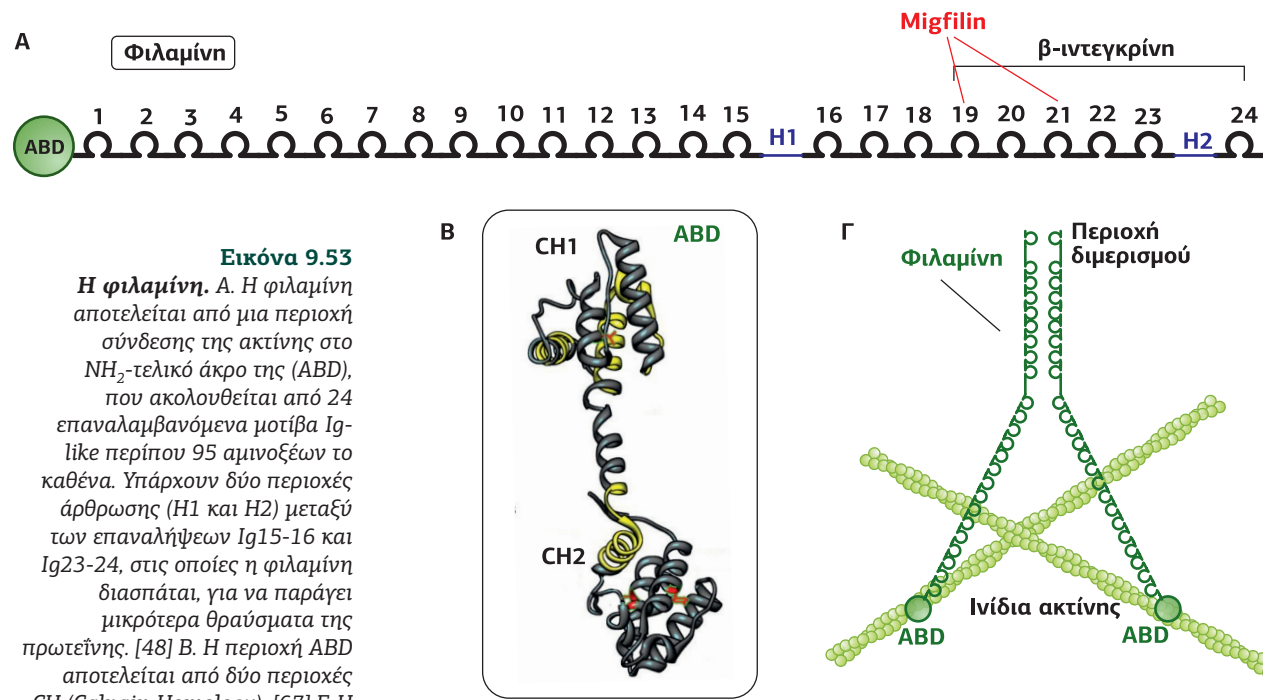 A
Φιλαμίνη
Migfilin
β-ιντεγκρίνη
ABD
1 2 3 4 5 6 7 8 9 10 11 12 13 14 15 H1 16 17 18 19 20 21 22 23 H2 24
Εικόνα 9.53
Η φιλαμίνη. Α. Η φιλαμίνη
αποτελείται από μια περιοχή
σύνδεσης της ακτίνης στο
NH₂-τελικό άκρο της (ABD),
που ακολουθείται από 24
επαναλαμβανόμενα μοτίβα Ig-
like περίπου 95 αμινοξέων το
καθένα. Υπάρχουν δύο περιοχές
άρθρωσης (H1 και H2) μεταξύ
των επαναλήψεων Ig15-16 και
Ig23-24, στις οποίες η φιλαμίνη
διασπάται, για να παράγει
μικρότερα θραύσματα της
πρωτεΐνης. [48] Β. Η περιοχή ABD
αποτελείται από δύο περιοχές
B
CH1
ABD
CH2
Γ
Φιλαμίνη
Περιοχή
διμερισμού
Ινίδια ακτίνης
ABD
ABD